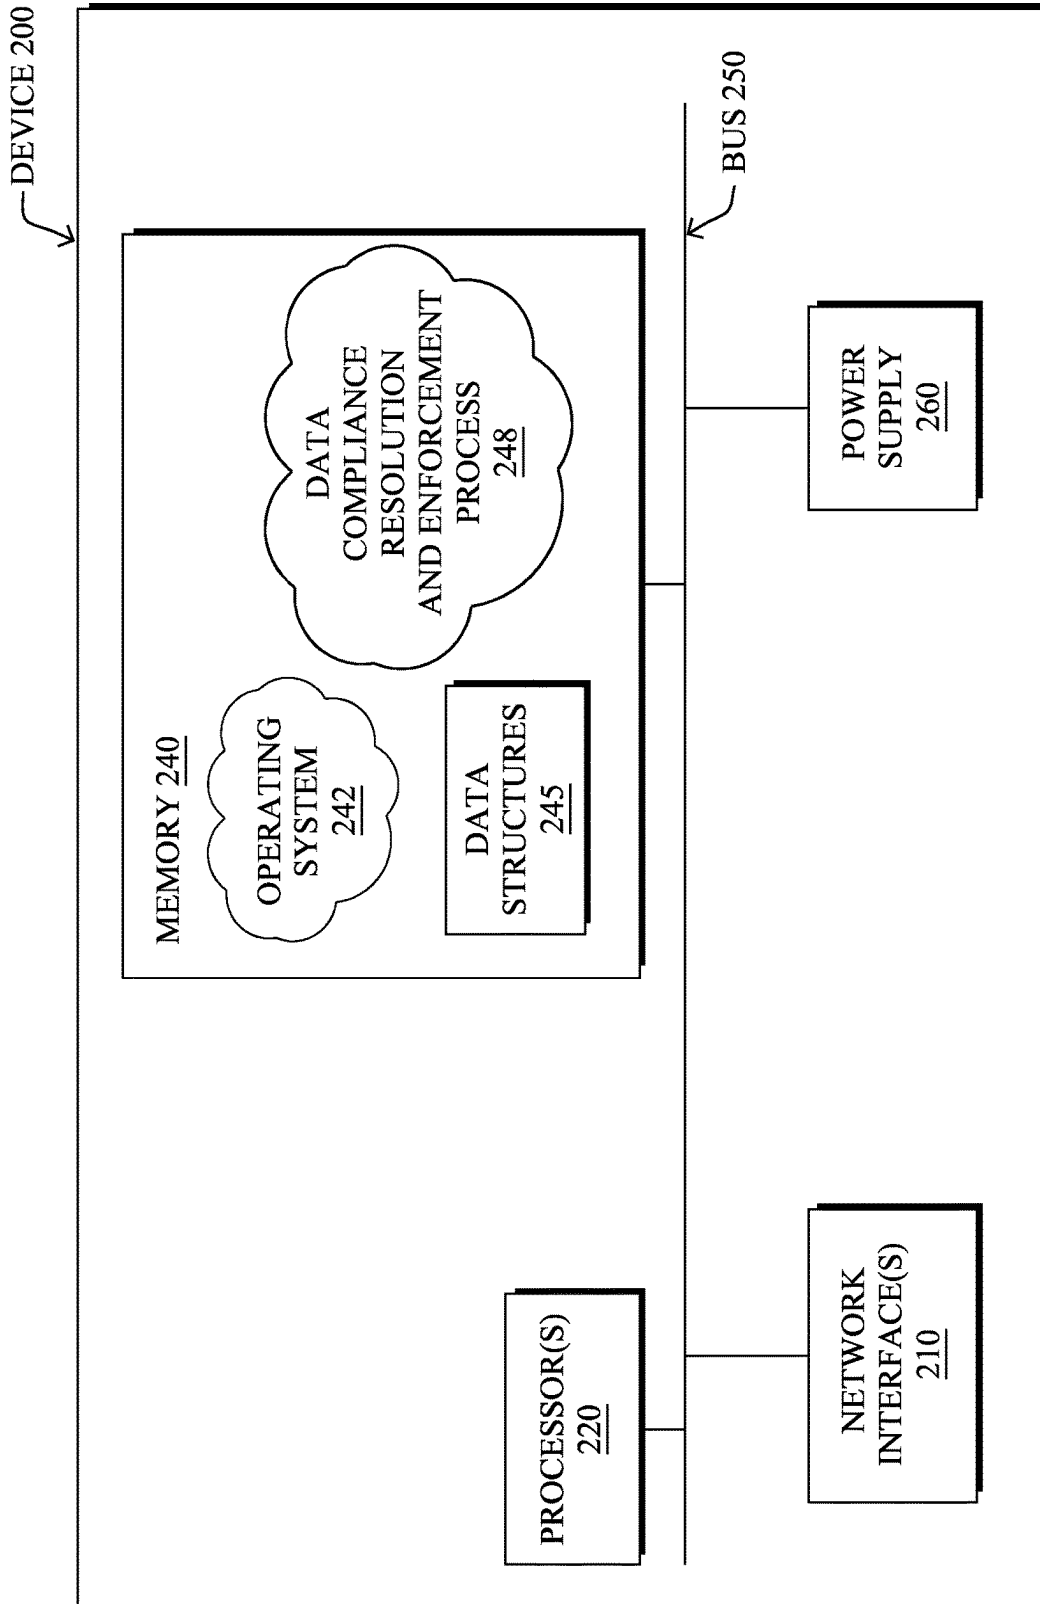 DEVICE 200
MEMORY 240
OPERATING
SYSTEM
242
DATA
STRUCTURES
245
DATA
COMPLIANCE
RESOLUTION
AND ENFORCEMENT
PROCESS
248
PROCESSOR(S)
220
BUS 250
NETWORK
INTERFACE(S)
210
POWER
SUPPLY
260